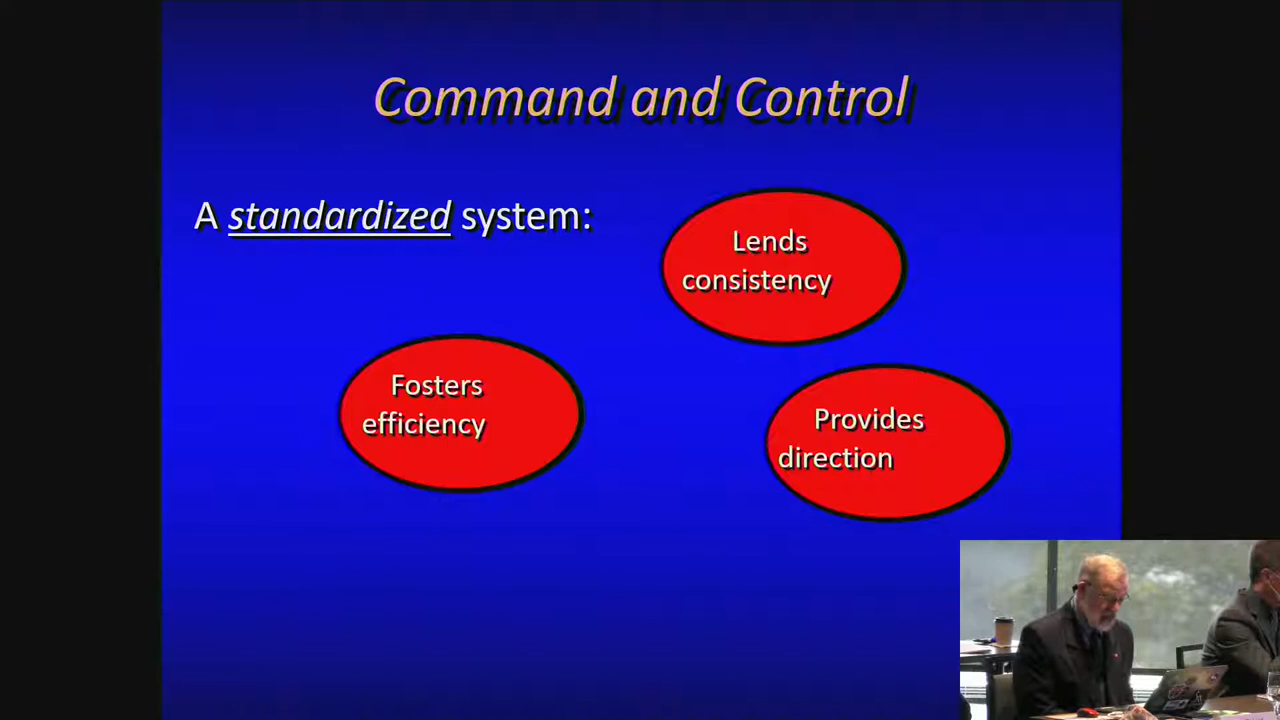 Command and Control
A standardized system:
Lends
consistency
Fosters
efficiency
Provides
direction